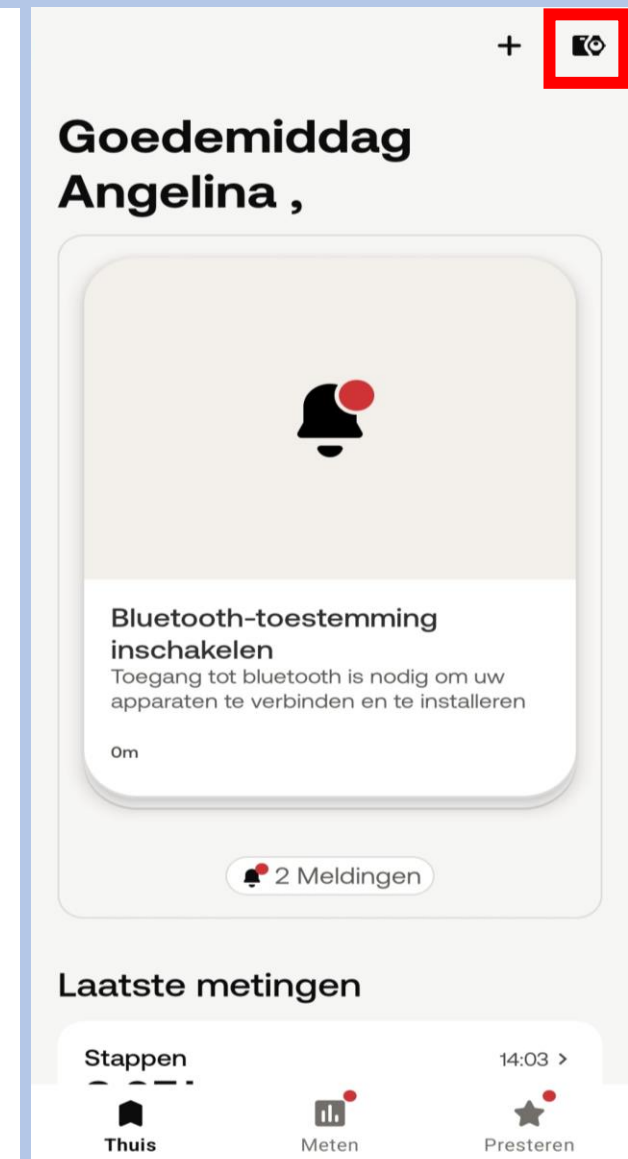 Goedemiddag
Angelina ,
Bluetooth-toestemming
inschakelen
Toegang tot bluetooth is nodig om uw
apparaten te verbinden en te installeren
0m
2 Meldingen
Laatste metingen
Stappen
14:03 >
Thuis
Meten
Presteren